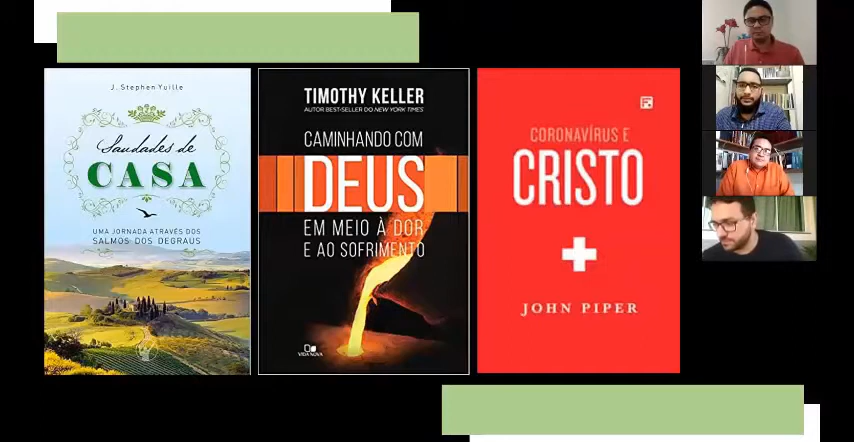 J. Stephen Yuille
Saudades de
CASA
UMA JORNADA ATRAVÉS DOS
SALMOS DOS DEGRAUS
TIMOTHY KELLER
AUTOR BEST-SELLER DO NEW YORK TIMES
CAMINHANDO COM
DEUS
EM MEIO À DOR
E AO SOFRIMENTO
VIDA NOVA
CORONAVÍRUS E
CRISTO
JOHN PIPER